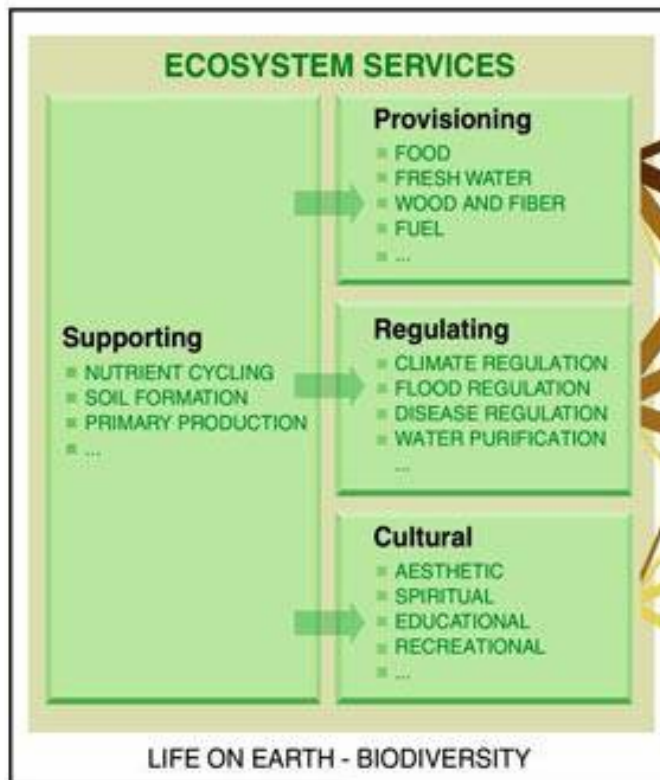 ECOSYSTEM SERVICES
Supporting
NUTRIENT CYCLING
SOIL FORMATION
PRIMARY PRODUCTION
...
Provisioning
FOOD
FRESH WATER
WOOD AND FIBER
FUEL
...
Regulating
CLIMATE REGULATION
FLOOD REGULATION
DISEASE REGULATION
WATER PURIFICATION
...
Cultural
AESTHETIC
SPIRITUAL
EDUCATIONAL
RECREATIONAL
...
LIFE ON EARTH - BIODIVERSITY